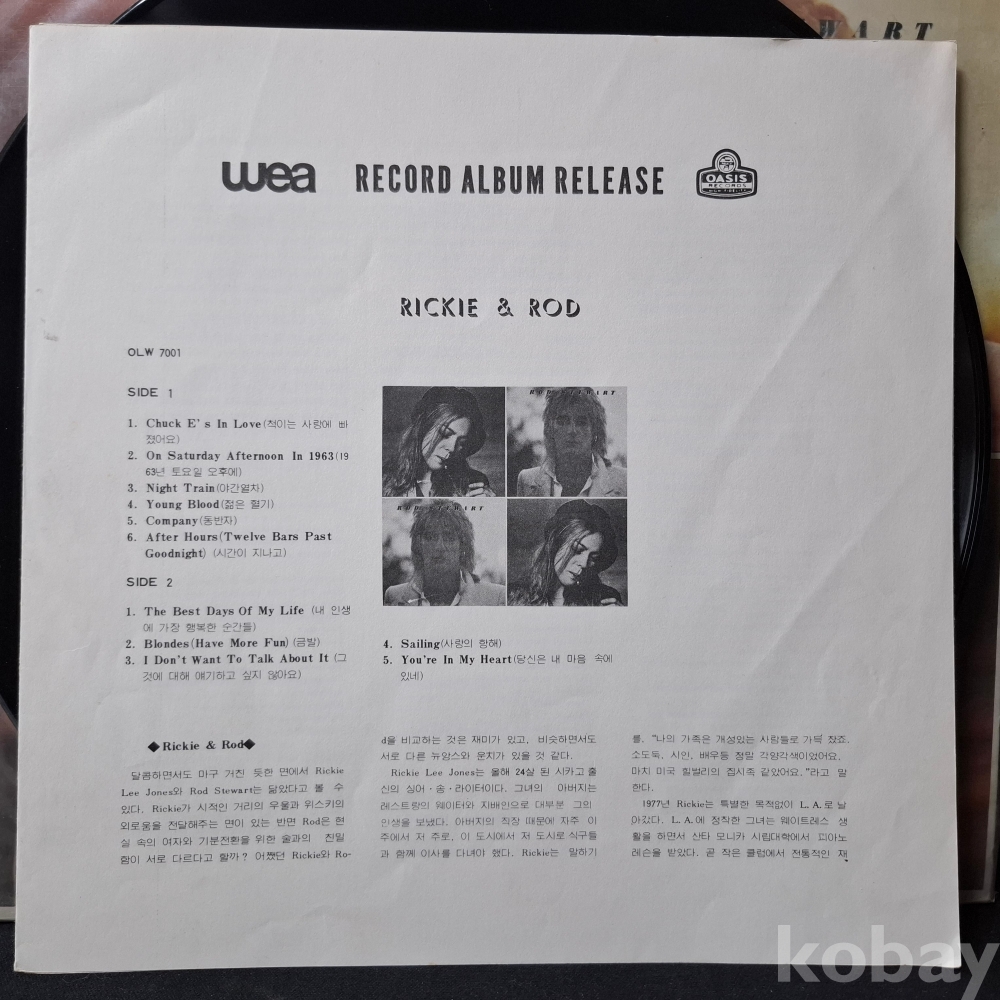 WART
wea RECORD ALBUM RELEASE OASIS
RECORDS
RICKIE & ROD
OLW 7001
SIDE 1
1. Chuck E's In Love(척이는 사랑에 빠
졌어요)
2. On Saturday Afternoon In 1963(19
63년 토요일 오후에)
3. Night Train(야간열차)
4. Young Blood(젊은 혈기)
5. Company(동반자)
6. After Hours(Twelve Bars Past
Goodnight) (시간이 지나고)
SIDE 2
1. The Best Days Of My Life (내 인생
에 가장 행복한 순간들)
2. Blondes(Have More Fun) (금발)
3. I Don't Want To Talk About It (그
것에 대해 얘기하고 싶지 않아요)
ROD STEWART
ROD STEWART
4. Sailing(사랑의 항해)
5. You're In My Heart(당신은 내 마음 속에
있네)
◆Rickie & Rod◆
달콤하면서도 마구 거친 듯한 면에서 Rickie
Lee Jones와 Rod Stewart는 닮았다고 볼 수
있다. Rickie가 시적인 거리의 우울과 위스키의
외로움을 전달해주는 면이 있는 반면 Rod은 현
실 속의 여자와 기분전환을 위한 술과의 친밀
함이 서로 다르다고 할까? 어쨌던 Rickie와 Ro-
d을 비교하는 것은 재미가 있고, 비슷하면서도
서로 다른 뉴앙스와 운치가 있을 것 같다.
Rickie Lee Jones는 올해 24살 된 시카고 출
신의 싱어·송·라이터이다. 그녀의 아버지는
레스트랑의 웨이터와 지배인으로 대부분 그의
인생을 보냈다. 아버지의 직장 때문에 자주 이
주에서 저 주로, 이 도시에서 저 도시로 식구들
과 함께 이사를 다녀야 했다. Rickie는 말하기
를, "나의 가족은 개성있는 사람들로 가득 찼죠.
소도둑, 시인, 배우등 정말 각양각색이었어요.
마치 미국 힐벌리의 집시족 같았어요."라고 말
한다.
1977년 Rickie는 특별한 목적없이 L.A.로 날
아갔다. L.A.에 정착한 그녀는 웨이트레스 생
활을 하면서 산타 모니카 시립대학에서 피아노
레슨을 받았다. 곧 작은 클럽에서 전통적인 재
kobay